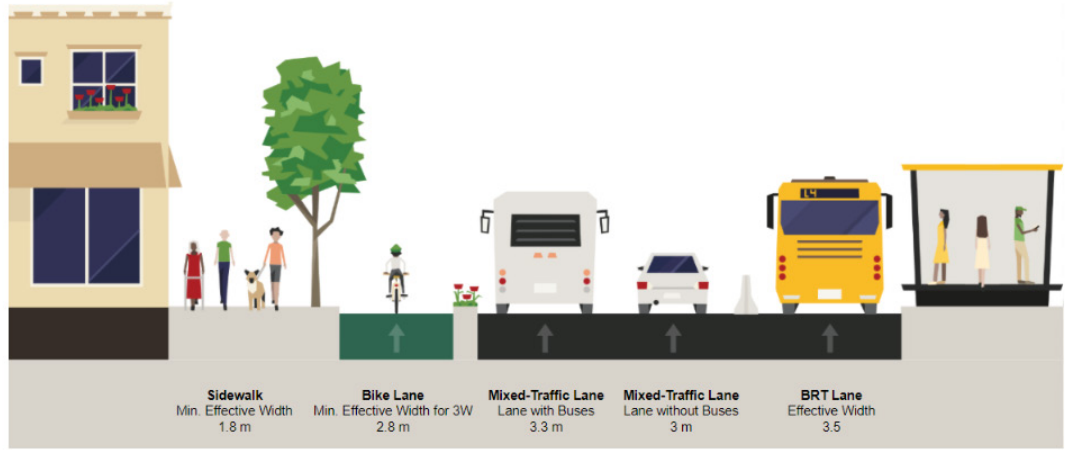 L4
Sidewalk
Min. Effective Width
1.8 m
Bike Lane
Min. Effective Width for 3W
2.8 m
Mixed-Traffic Lane
Lane with Buses
3.3 m
Mixed-Traffic Lane
Lane without Buses
3 m
BRT Lane
Effective Width
3.5